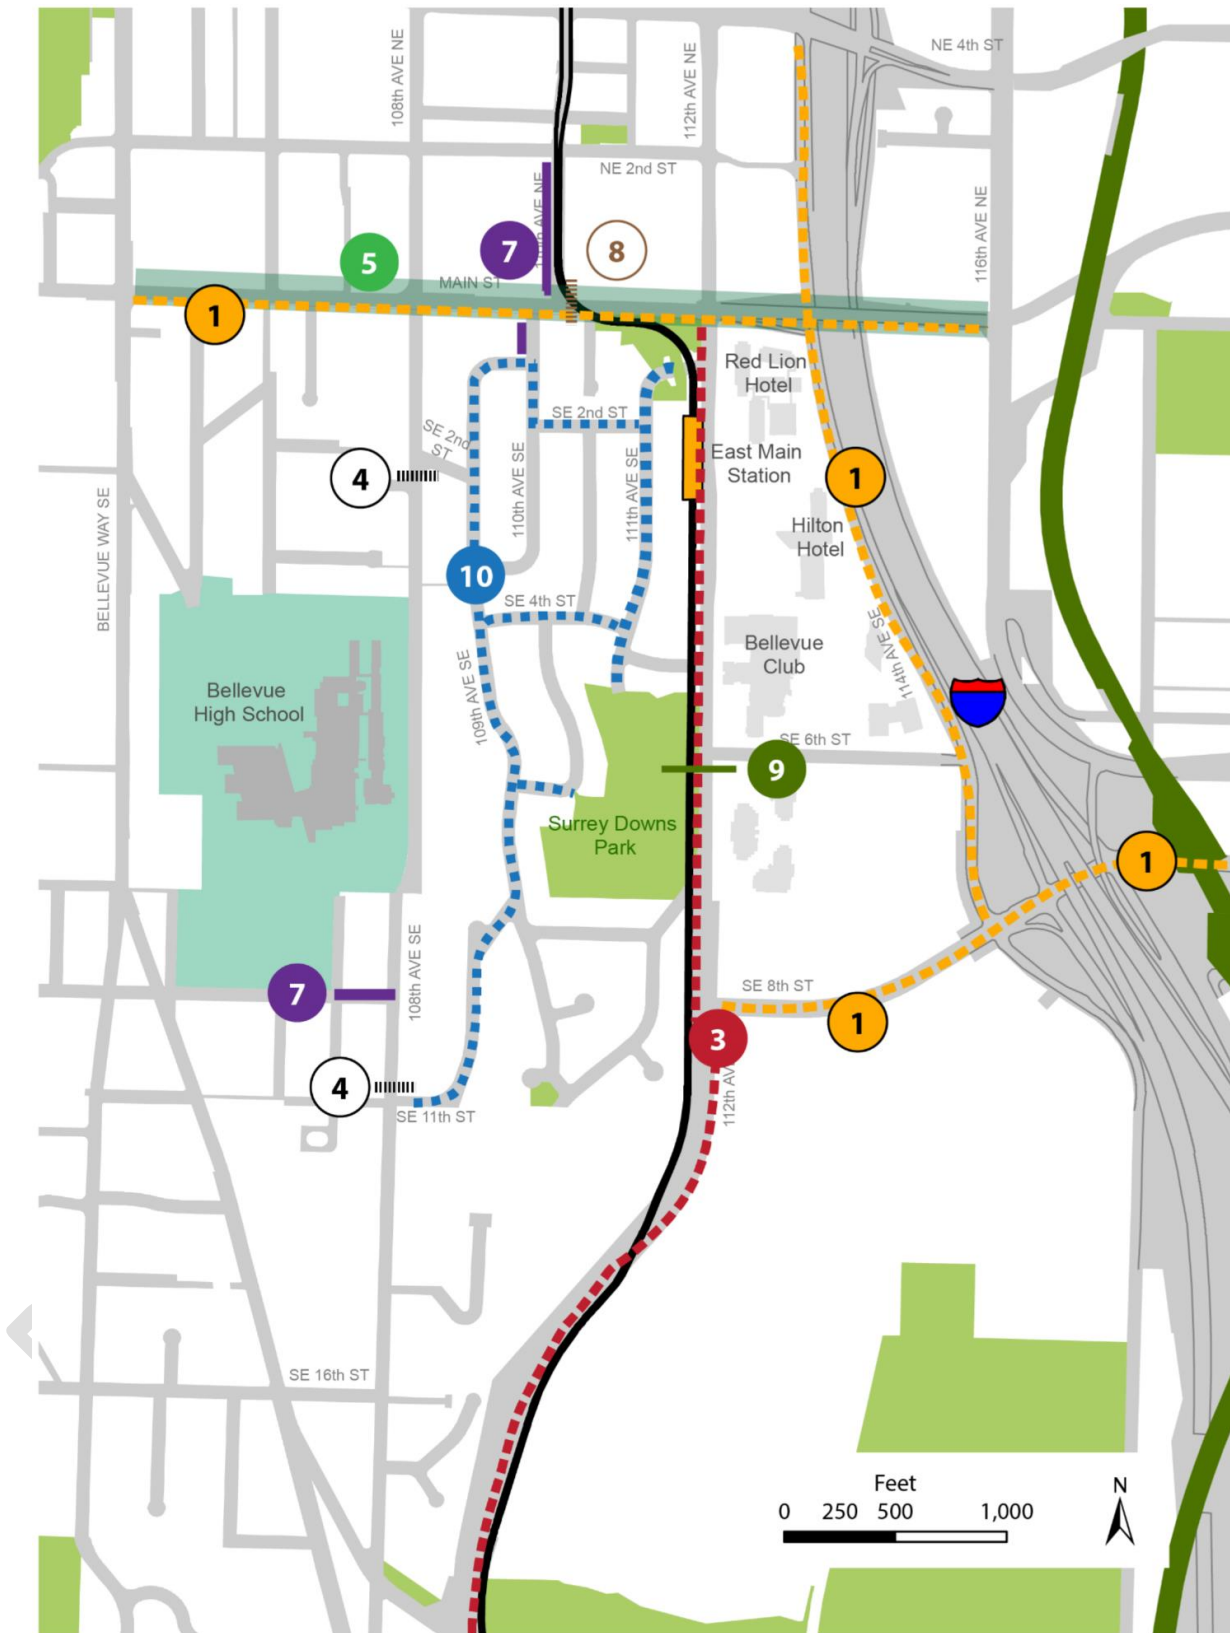 NE 4th ST
108th AVE NE
112th AVE NE
NE 2nd ST
116th AVE NE
7
8
5
MAIN ST
1
Red Lion
Hotel
SE 2nd ST
SE 2nd
ST
East Main
Station
4
1
110th AVE SE
111th AVE SE
BELLEVUE WAY SE
Hilton
Hotel
10
SE 4th ST
Bellevue
Club
114th AVE SE
Bellevue
High School
109th AVE SE
SE 6th ST
9
Surrey Downs
Park
1
108th AVE SE
7
SE 8th ST
1
3
4
112th AV
SE 11th ST
SE 16th ST
Feet
0 250 500 1,000
N